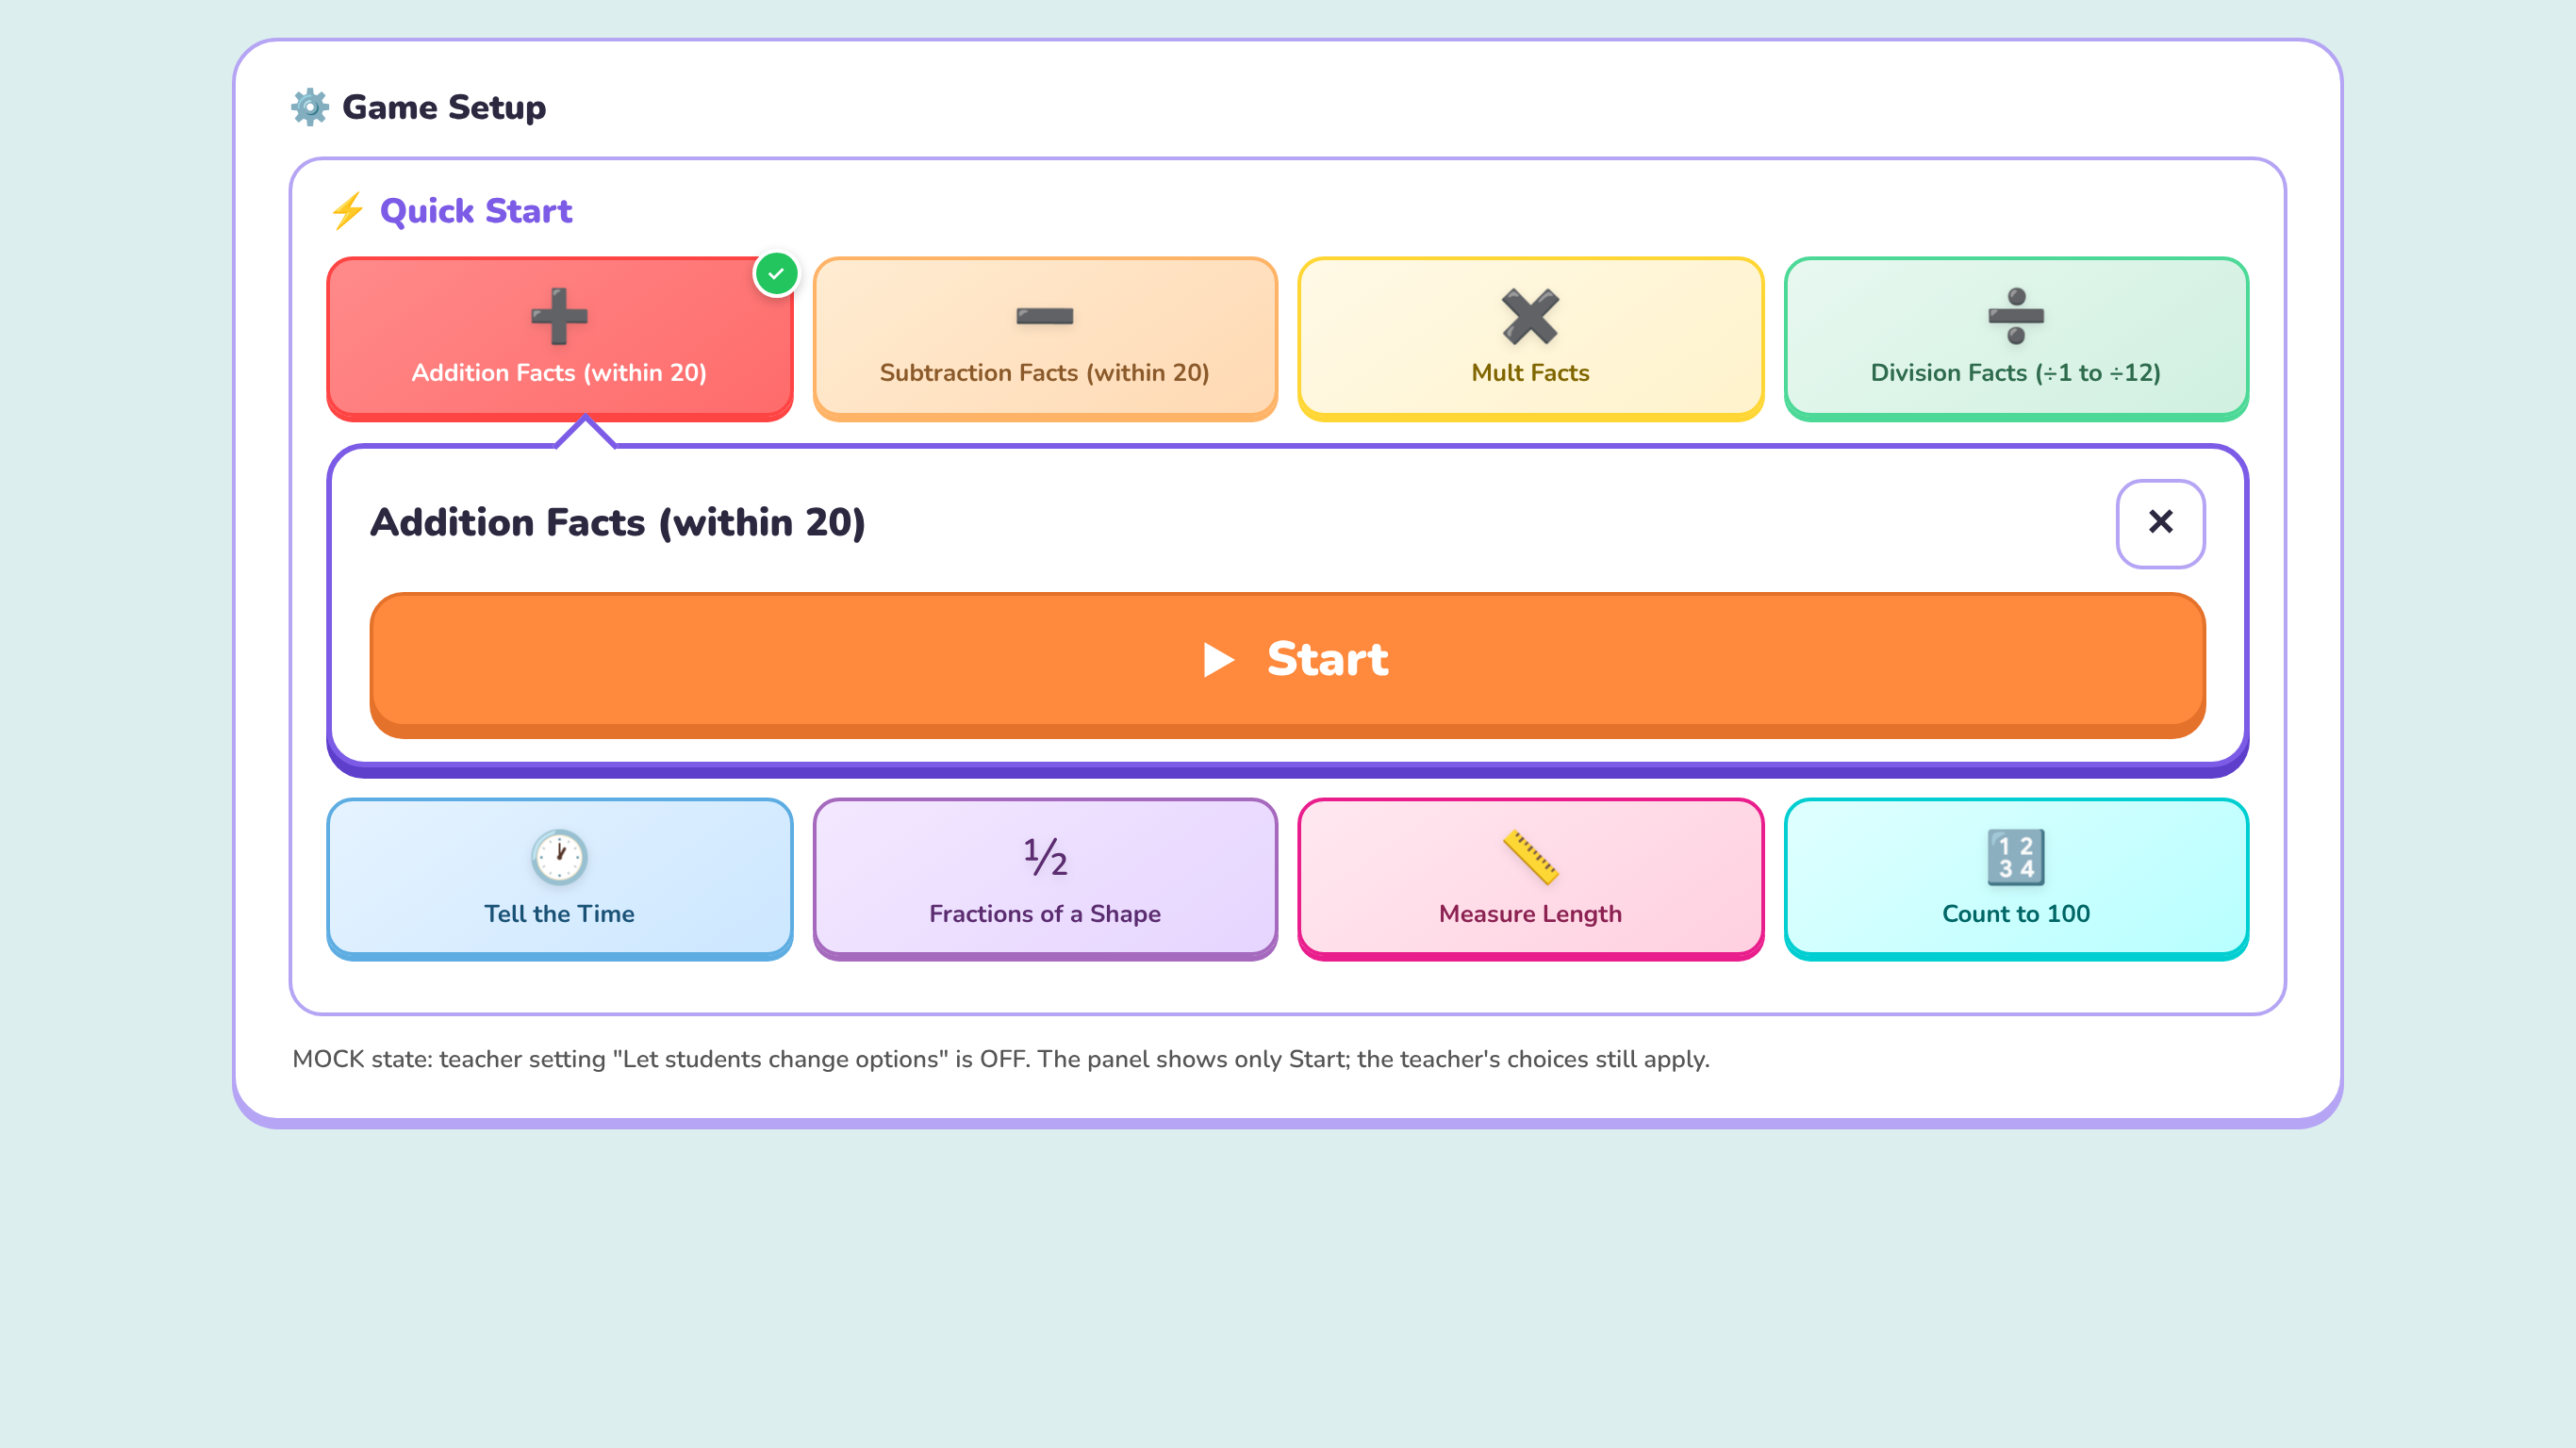 ⚙️ Game Setup
⚡ Quick Start
➕
Addition Facts (within 20)
➖
Subtraction Facts (within 20)
✖
Mult Facts
➗
Division Facts (÷1 to ÷12)
Addition Facts (within 20)
✕
▶ Start
Tell the Time
½
Fractions of a Shape
Measure Length
1 2
3 4
Count to 100
MOCK state: teacher setting "Let students change options" is OFF. The panel shows only Start; the teacher's choices still apply.